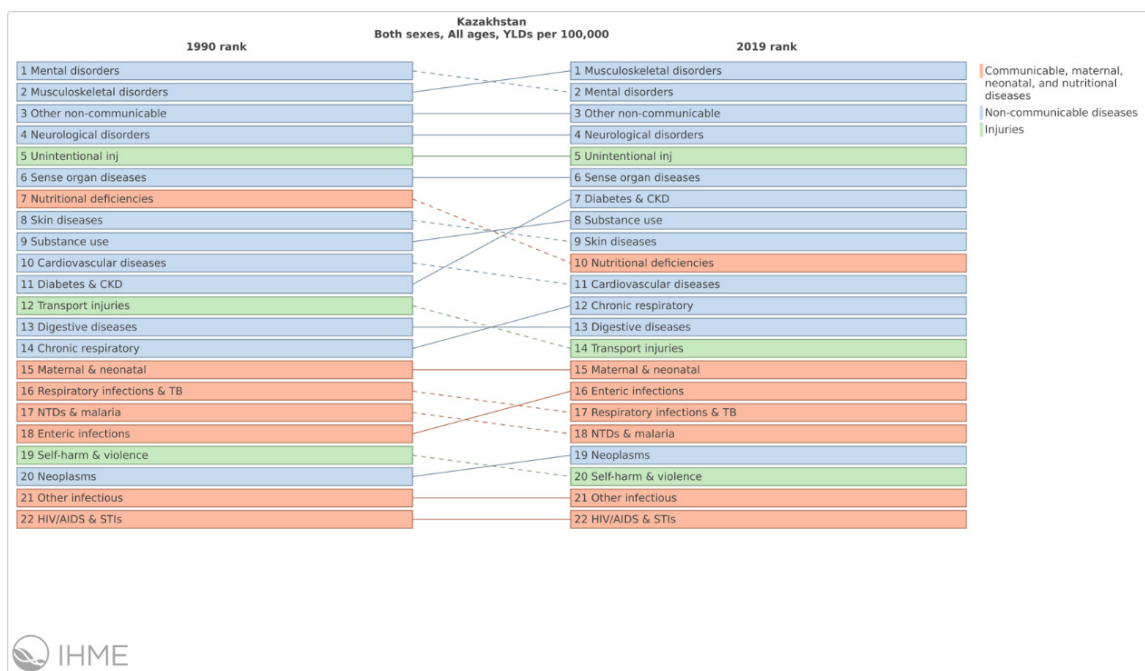 Kazakhstan
Both sexes, All ages, YLDs per 100,000
1990 rank
1 Mental disorders
2 Musculoskeletal disorders
3 Other non-communicable
4 Neurological disorders
5 Unintentional inj
6 Sense organ diseases
7 Nutritional deficiencies
8 Skin diseases
9 Substance use
10 Cardiovascular diseases
11 Diabetes & CKD
12 Transport injuries
13 Digestive diseases
14 Chronic respiratory
15 Maternal & neonatal
16 Respiratory infections & TB
17 NTDs & malaria
18 Enteric infections
19 Self-harm & violence
20 Neoplasms
21 Other infectious
22 HIV/AIDS & STIs
2019 rank
1 Musculoskeletal disorders
2 Mental disorders
3 Other non-communicable
4 Neurological disorders
5 Unintentional inj
6 Sense organ diseases
7 Diabetes & CKD
8 Substance use
9 Skin diseases
10 Nutritional deficiencies
11 Cardiovascular diseases
12 Chronic respiratory
13 Digestive diseases
14 Transport injuries
15 Maternal & neonatal
16 Enteric infections
17 Respiratory infections & TB
18 NTDs & malaria
19 Neoplasms
20 Self-harm & violence
21 Other infectious
22 HIV/AIDS & STIs
Communicable, maternal,
neonatal, and nutritional
diseases
Non-communicable diseases
Injuries
IHME